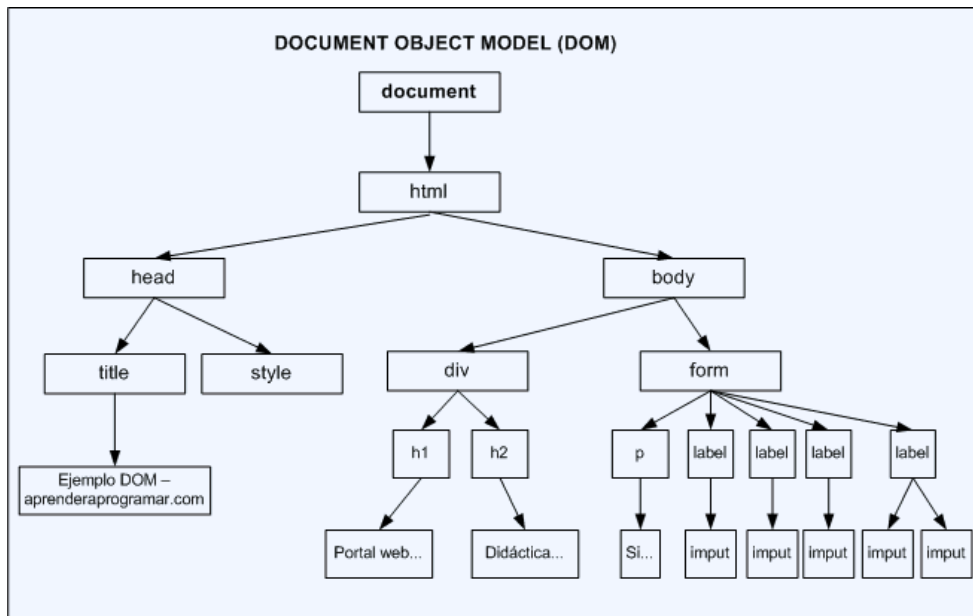 DOCUMENT OBJECT MODEL (DOM)
document
html
head
body
title
style
div
form
h1
h2
p
label
label
label
label
Ejemplo DOM –
aprenderaprogramar.com
Portal web...
Didáctica...
Si...
imput
imput
imput
imput
imput